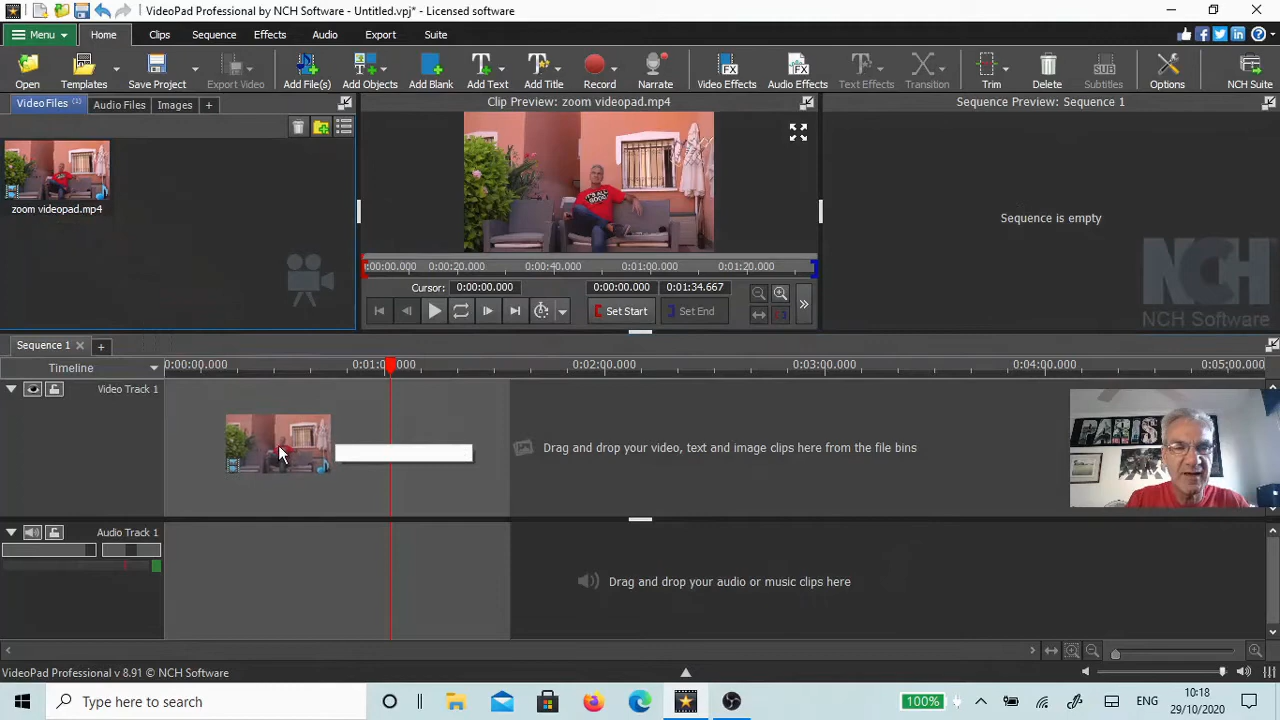 VideoPad Professional by NCH Software - Untitled.vpj* - Licensed software
Menu Home Clips Sequence Effects Audio Export Suite
Open Templates Save Project Export Video Add File(s) Add Objects Add Blank Add Text Add Title Record Narrate Video Effects Audio Effects Text Effects Transition Trim Delete Subtitles Options NCH Suite
Video Files (1) Audio Files Images +
Clip Preview: zoom videopad.mp4
Sequence Preview: Sequence 1
zoom videopad.mp4
IT'S ALL
GOOD
Sequence is empty
NCH
NCH Software
0:00:00.000 0:00:20.000 0:00:40.000 0:01:00.000 0:01:20.000
Cursor: 0:00:00.000 0:00:00.000 0:01:34.667
Set Start Set End
Sequence 1
Timeline
0:00:00.000 0:01:00.000 0:02:00.000 0:03:00.000 0:04:00.000 0:05:00.000
Video Track 1
Drag and drop your video, text and image clips here from the file bins
PARIS
Audio Track 1
Drag and drop your audio or music clips here
VideoPad Professional v 8.91 © NCH Software
Type here to search
100%
ENG
10:18
29/10/2020